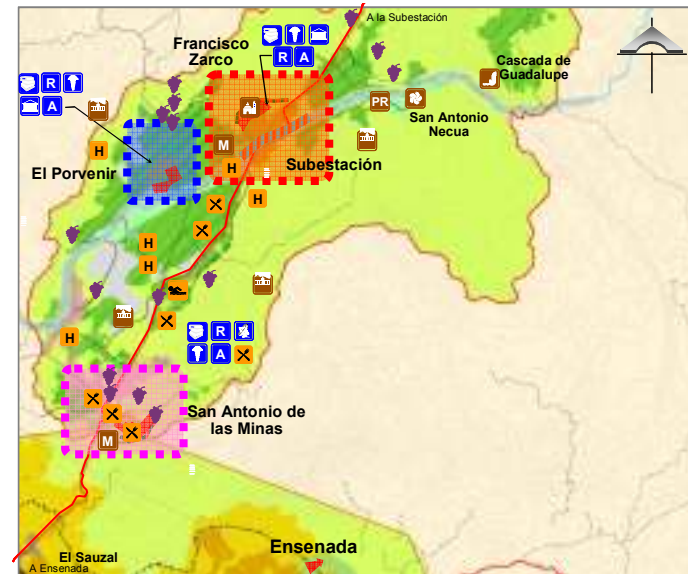 A la Subestación
Francisco
Zarco
R A
Cascada de
Guadalupe
R
A
PR
San Antonio
Necua
M
H
El Porvenir
H
Subestación
H
H
H
H
R
A
San Antonio de
las Minas
M
Ensenada
El Sauzal
A Ensenada